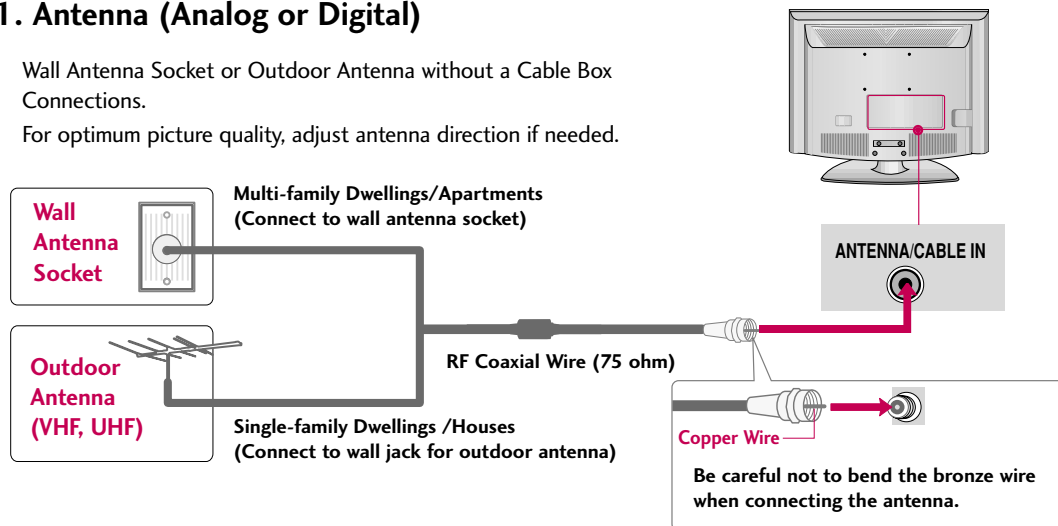 1. Antenna (Analog or Digital)
Wall Antenna Socket or Outdoor Antenna without a Cable Box
Connections.
For optimum picture quality, adjust antenna direction if needed.
Wall
Antenna
Socket
Multi-family Dwellings/Apartments
(Connect to wall antenna socket)
ANTENNA/CABLE IN
RF Coaxial Wire (75 ohm)
Outdoor
Antenna
(VHF, UHF)
Single-family Dwellings /Houses
(Connect to wall jack for outdoor antenna)
Copper Wire
Be careful not to bend the bronze wire
when connecting the antenna.